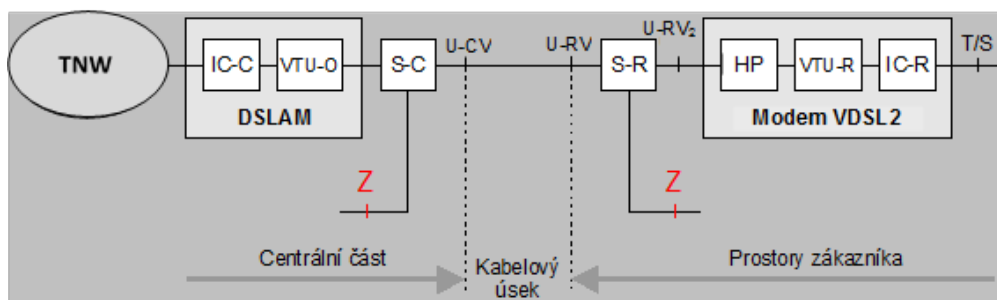 U-CV
U-RV
U-RV₂
T/S
TNW
IC-C
VTU-O
S-C
S-R
HP
VTU-R
IC-R
DSLAM
Modem VDSL2
Z
Z
Centrální část
Kabelový
úsek
Prostory zákazníka